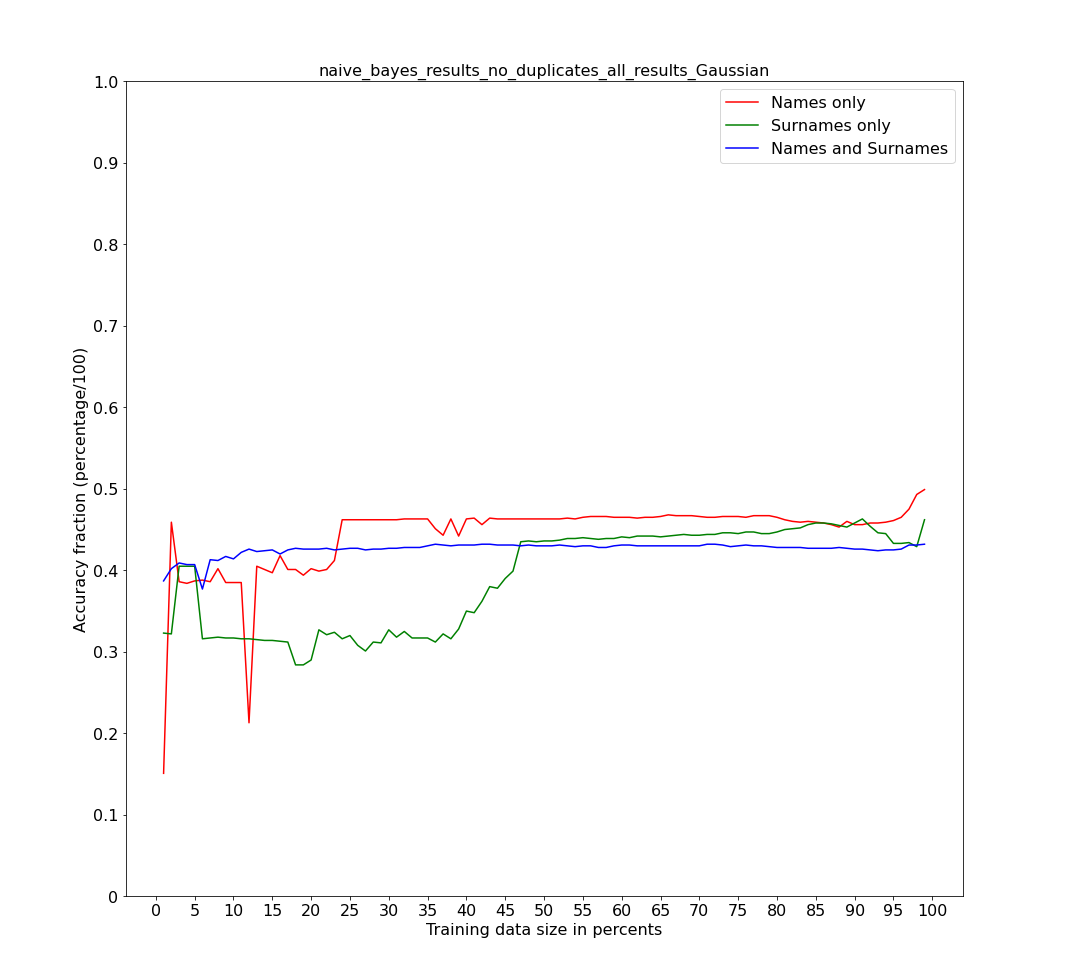 naive_bayes_results_no_duplicates_all_results_Gaussian
Names only
Surnames only
Names and Surnames
Accuracy fraction (percentage/100)
1.0
0.9
0.8
0.7
0.6
0.5
0.4
0.3
0.2
0.1
0
0 5 10 15 20 25 30 35 40 45 50 55 60 65 70 75 80 85 90 95 100
Training data size in percents